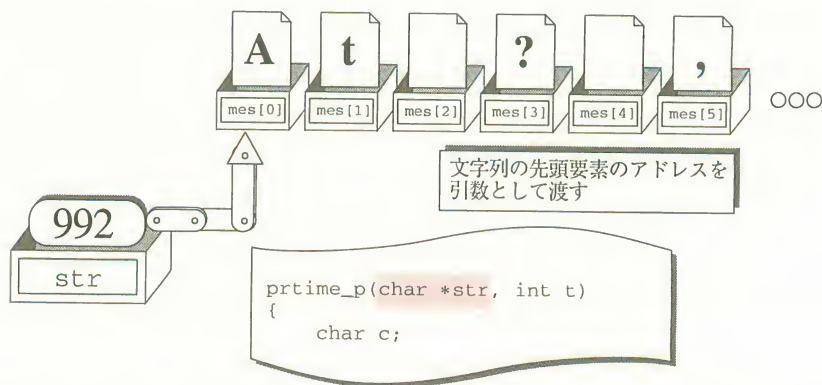 A t ? ,
mes[0] mes[1] mes[2] mes[3] mes[4] mes[5] ○○○
文字列の先頭要素のアドレスを
引数として渡す
992
str
prtime_p(char *str, int t)
{
char c;